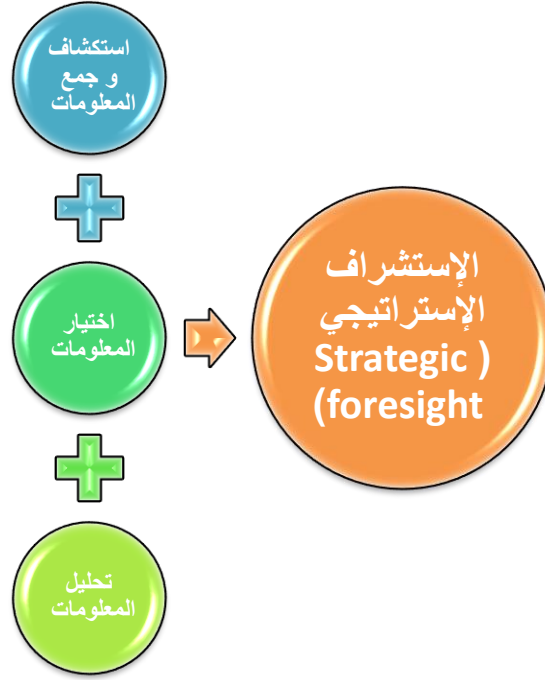 استكشاف
و جمع
المعلومات
اختيار
المعلومات
تحليل
المعلومات
الإستشراف
الإستراتيجي
( Strategic
foresight)